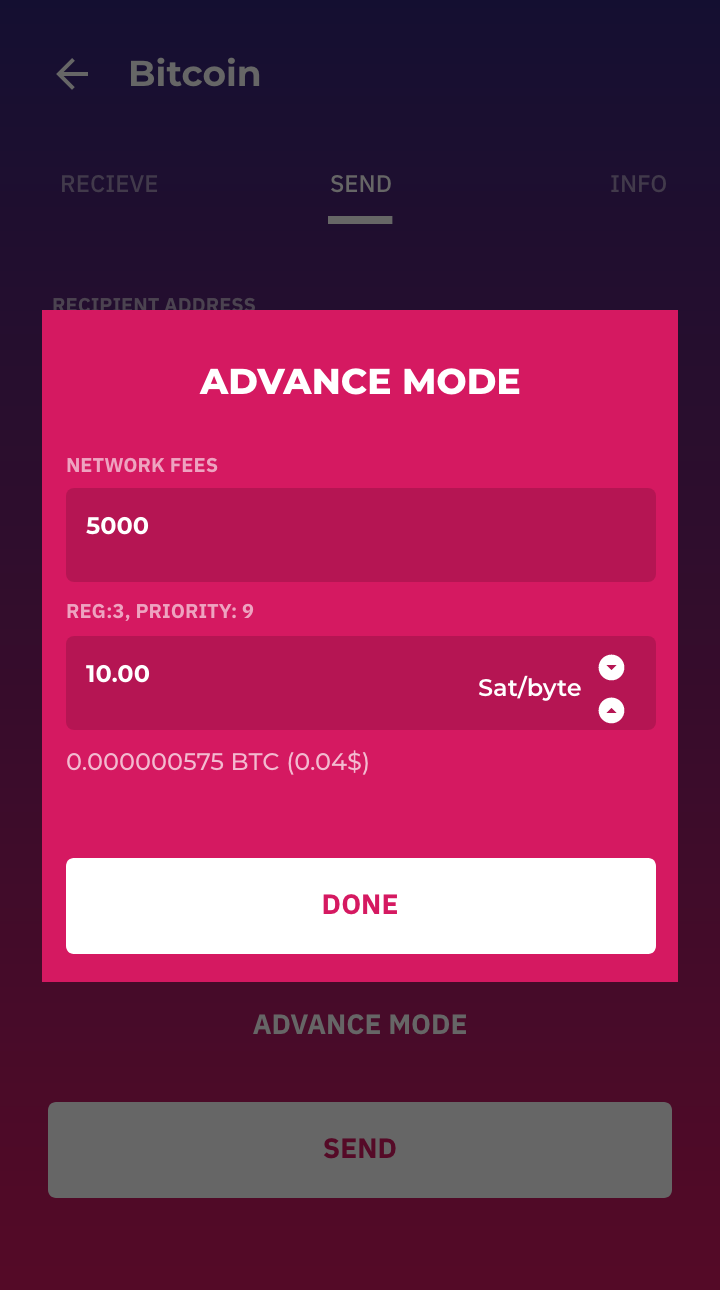 Bitcoin
RECIEVE SEND INFO
RECIPIENT ADDRESS
ADVANCE MODE
NETWORK FEES
5000
REG:3, PRIORITY: 9
10.00 Sat/byte
0.000000575 BTC (0.04$)
DONE
ADVANCE MODE
SEND